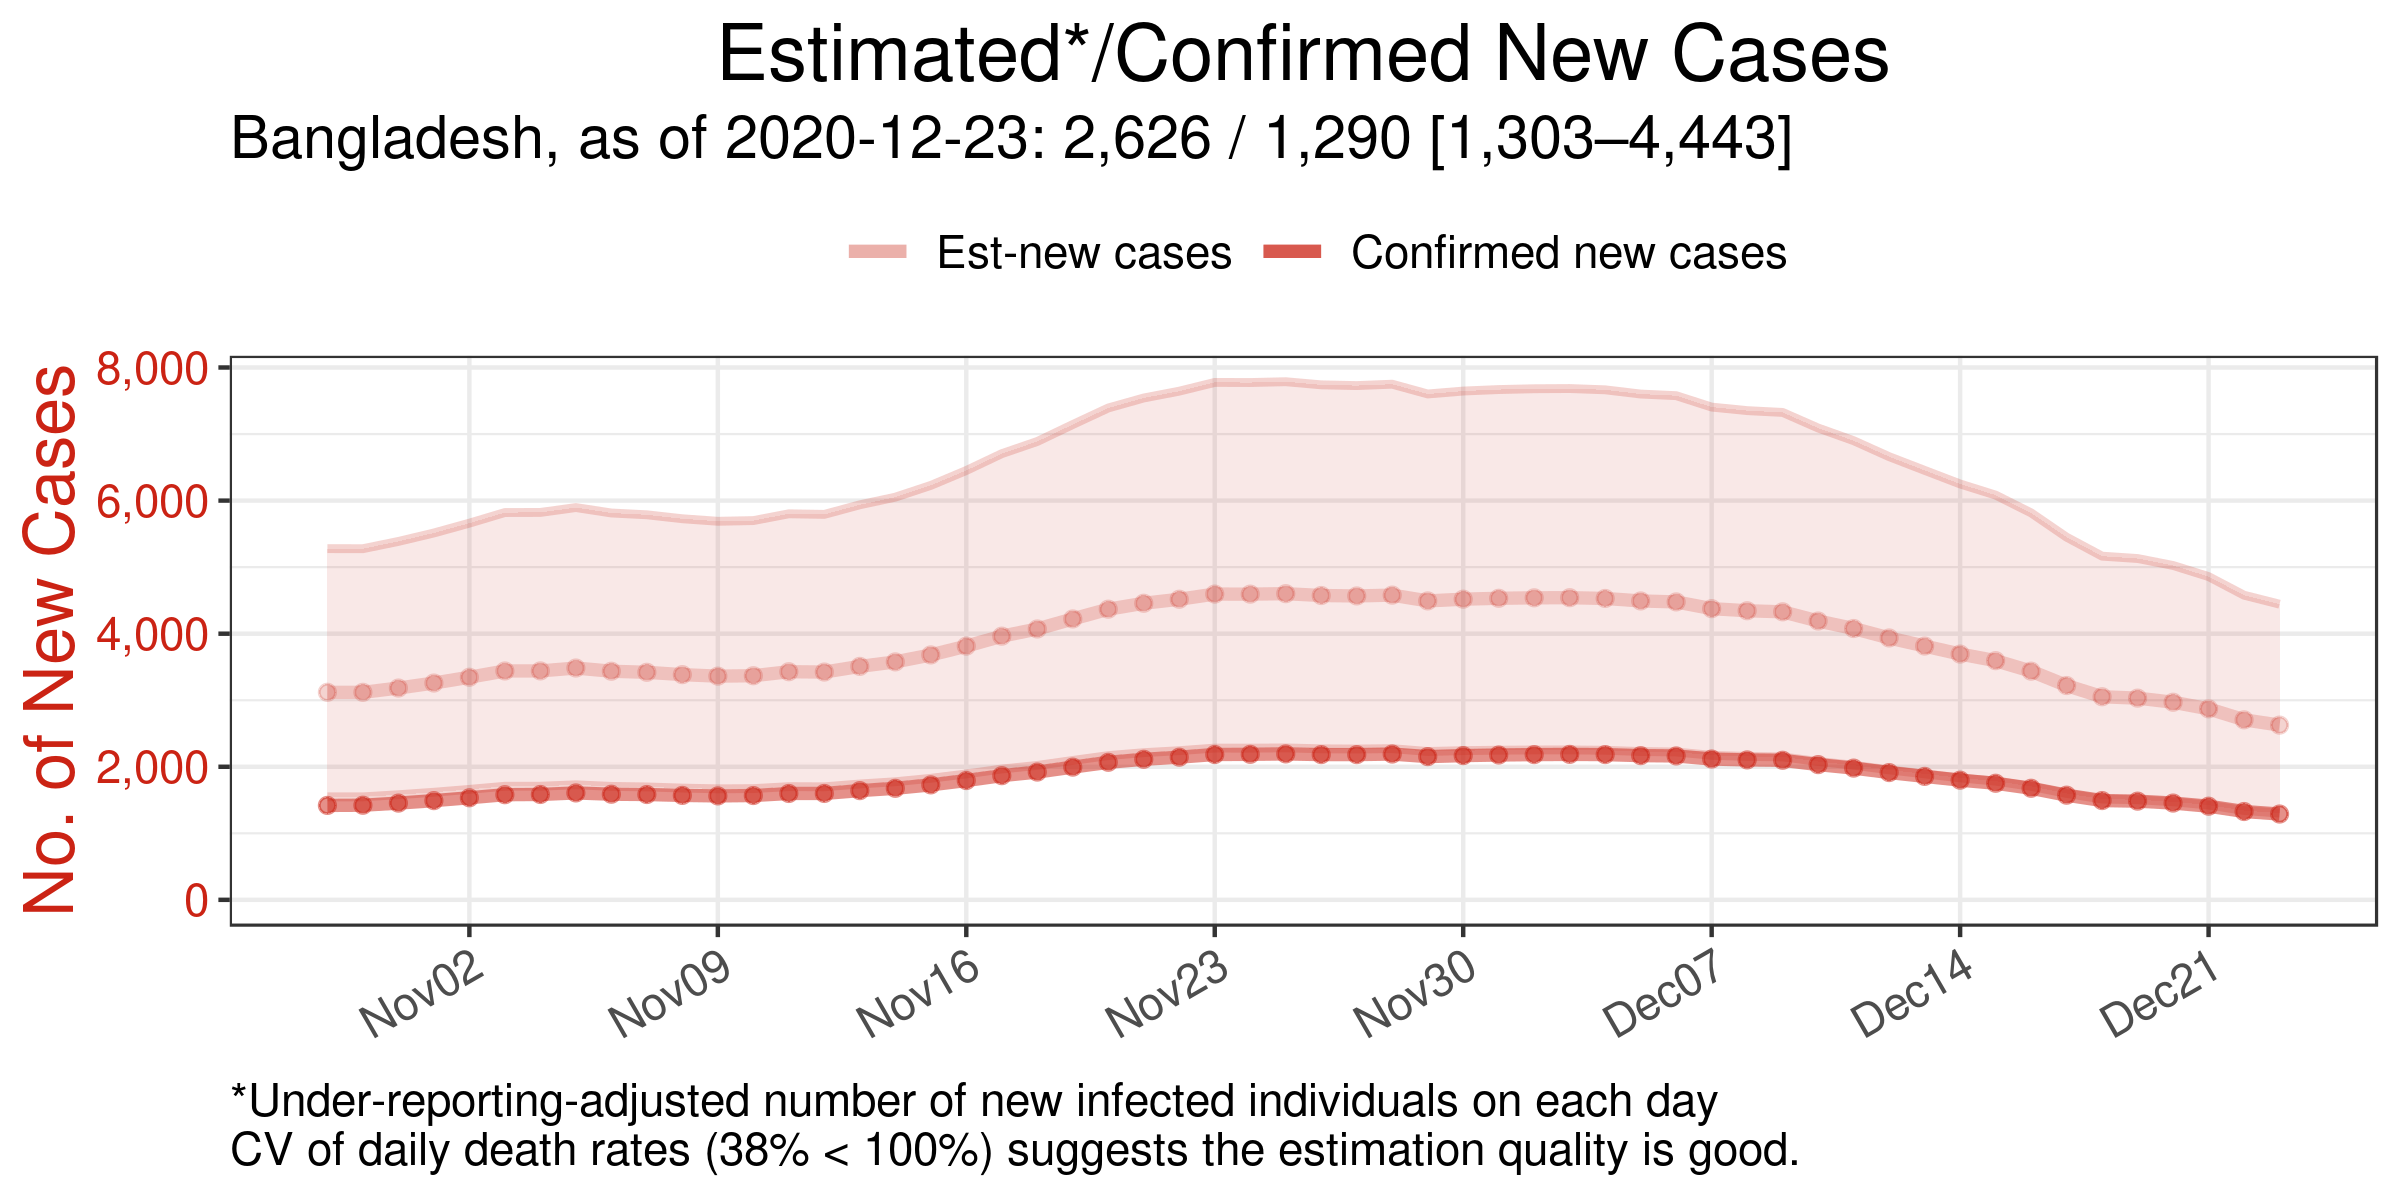 Estimated*/Confirmed New Cases
Bangladesh, as of 2020-12-23: 2,626 / 1,290 [1,303–4,443]
Est-new cases Confirmed new cases
No. of New Cases
8,000
6,000
4,000
2,000
0
Nov02 Nov09 Nov16 Nov23 Nov30 Dec07 Dec14 Dec21
*Under-reporting-adjusted number of new infected individuals on each day
CV of daily death rates (38% < 100%) suggests the estimation quality is good.